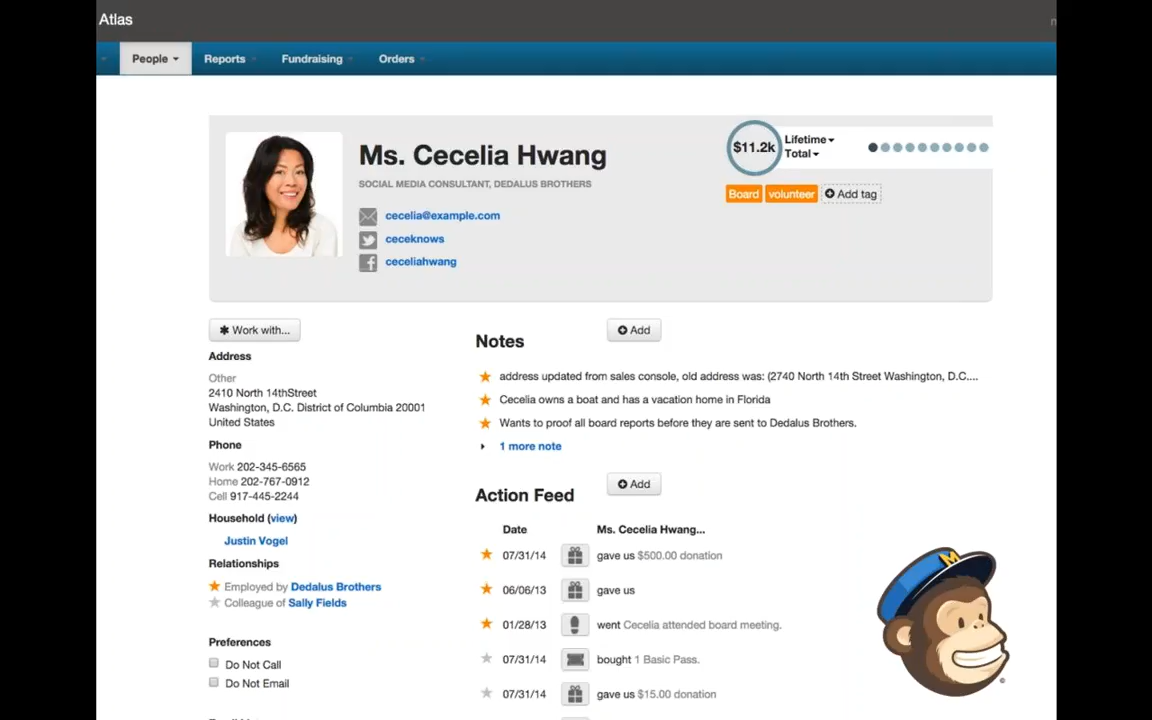 Atlas
People
Reports
Fundraising
Orders
Ms. Cecelia Hwang
SOCIAL MEDIA CONSULTANT, DEDALUS BROTHERS
cecelia@example.com
ceceknows
ceceliahwang
$11.2k
Lifetime
Total
Board volunteer Add tag
Work with...
Address
Other
2410 North 14thStreet
Washington, D.C. District of Columbia 20001
United States
Phone
Work 202-345-6565
Home 202-767-0912
Cell 917-445-2244
Household (view)
Justin Vogel
Relationships
Employed by Dedalus Brothers
Colleague of Sally Fields
Preferences
Do Not Call
Do Not Email
Notes
Add
address updated from sales console, old address was: (2740 North 14th Street Washington, D.C....
Cecelia owns a boat and has a vacation home in Florida
Wants to proof all board reports before they are sent to Dedalus Brothers.
1 more note
Action Feed
Add
Date Ms. Cecelia Hwang...
07/31/14 gave us $500.00 donation
06/06/13 gave us
01/28/13 went Cecelia attended board meeting.
07/31/14 bought 1 Basic Pass.
07/31/14 gave us $15.00 donation
M